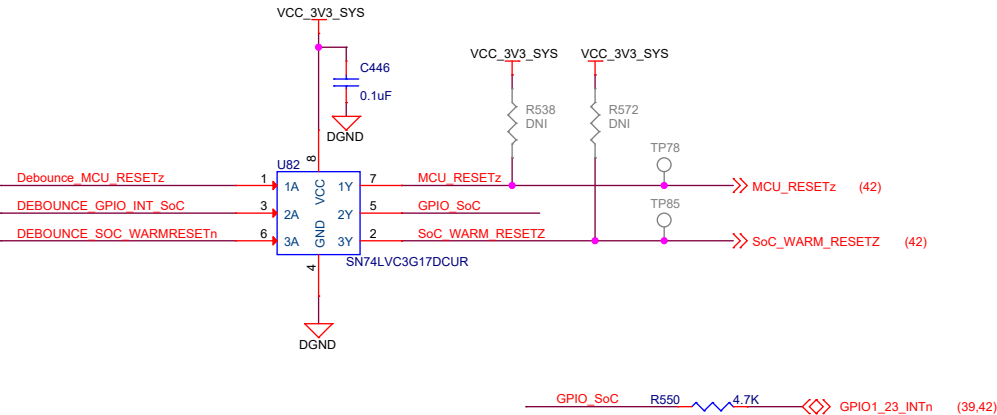 VCC_3V3_SYS
VCC_3V3_SYS VCC_3V3_SYS
C446
0.1uF
DGND
R538
DNI
R572
DNI
TP78
U82
8
Debounce_MCU_RESETz 1 1A VCC 1Y 7 MCU_RESETz MCU_RESETz (42)
TP85
DEBOUNCE_GPIO_INT_SoC 3 2A 2Y 5 GPIO_SoC
DEBOUNCE_SOC_WARMRESETn 6 3A GND 3Y 2 SoC_WARM_RESETZ SoC_WARM_RESETZ (42)
4
SN74LVC3G17DCUR
DGND
GPIO_SoC R550 4.7K GPIO1_23_INTn (39,42)